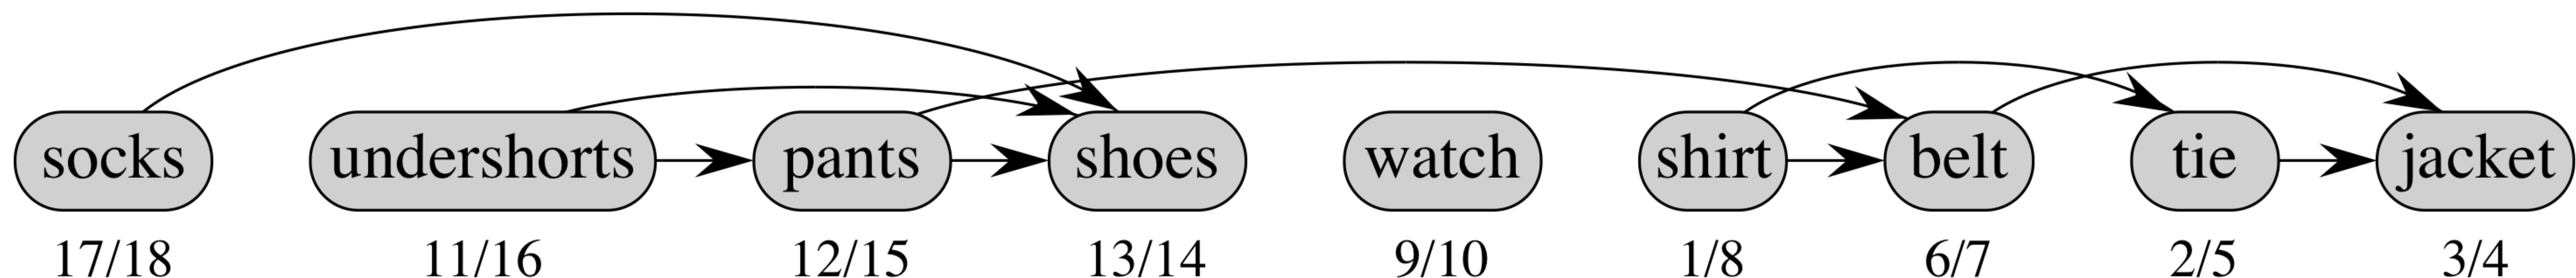 socks undershorts pants shoes watch shirt belt tie jacket
17/18 11/16 12/15 13/14 9/10 1/8 6/7 2/5 3/4